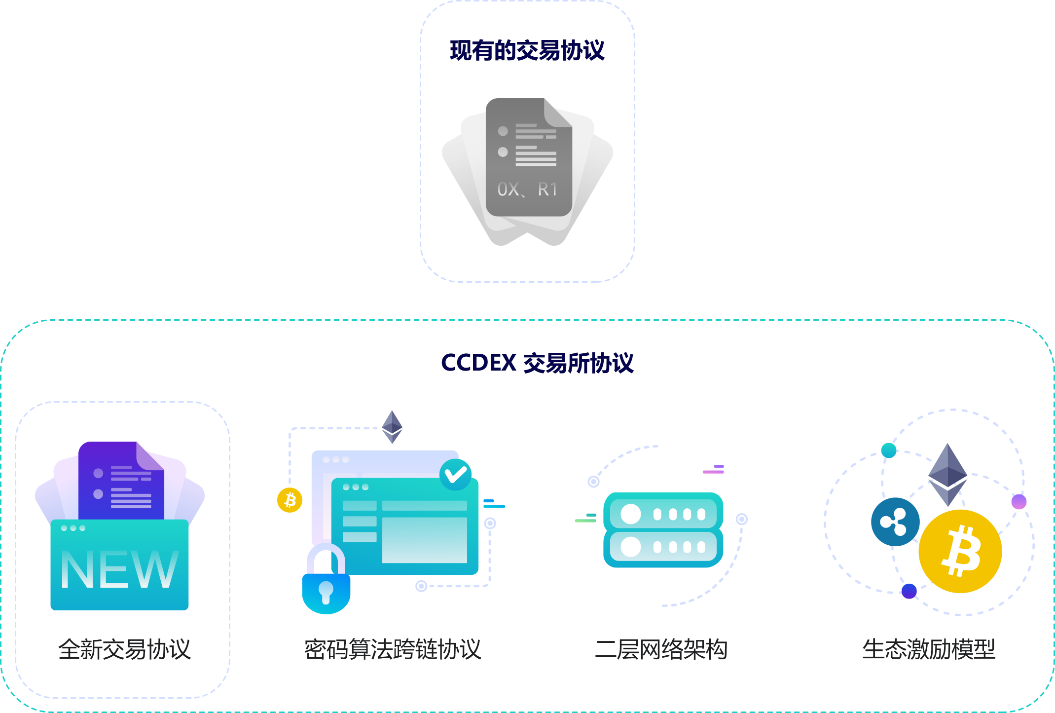 现有的交易协议
0X、R1
CCDEX 交易所协议
NEW
全新交易协议
密码算法跨链协议
二层网络架构
生态激励模型